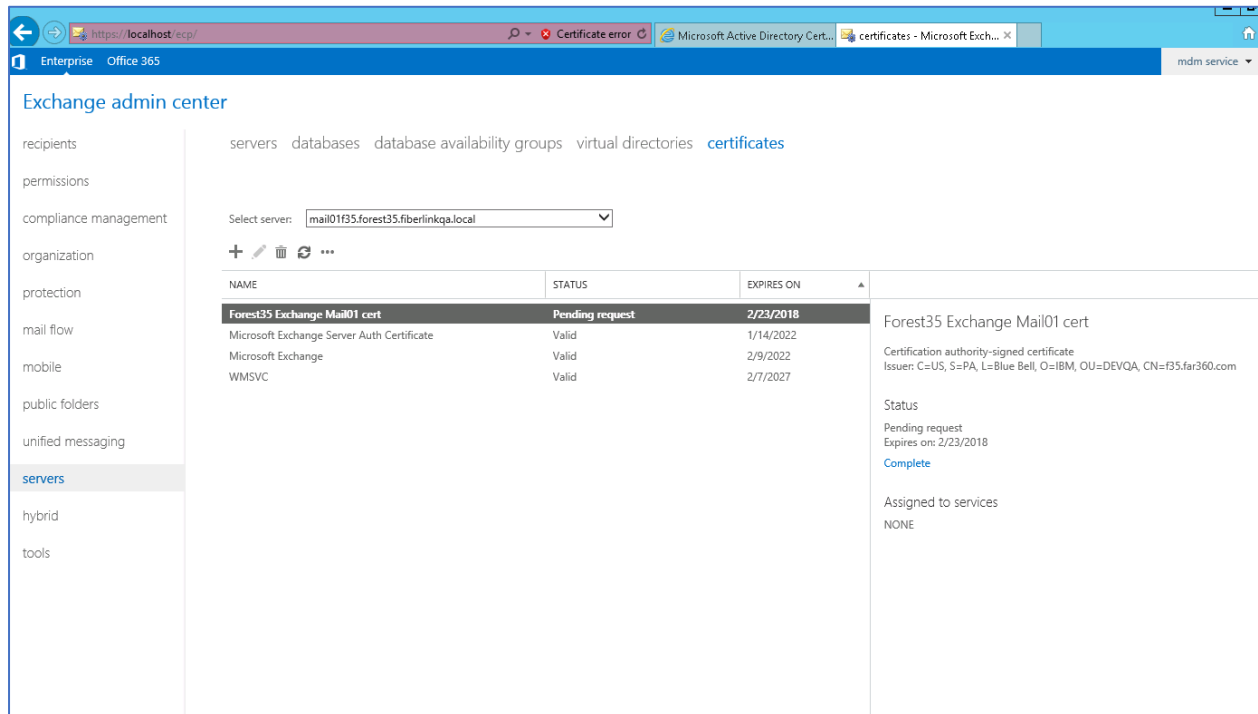 https://localhost/ecp/ Certificate error Microsoft Active Directory Cert... certificates - Microsoft Exch...
Enterprise Office 365 mdm service
Exchange admin center
recipients
permissions
compliance management
organization
protection
mail flow
mobile
public folders
unified messaging
servers
hybrid
tools
servers databases database availability groups virtual directories certificates
Select server: mail01f35.forest35.fiberlinkqa.local
NAME STATUS EXPIRES ON
Forest35 Exchange Mail01 cert Pending request 2/23/2018
Microsoft Exchange Server Auth Certificate Valid 1/14/2022
Microsoft Exchange Valid 2/9/2022
WMSVC Valid 2/7/2027
Forest35 Exchange Mail01 cert
Certification authority-signed certificate
Issuer: C=US, S=PA, L=Blue Bell, O=IBM, OU=DEVQA, CN=f35.far360.com
Status
Pending request
Expires on: 2/23/2018
Complete
Assigned to services
NONE